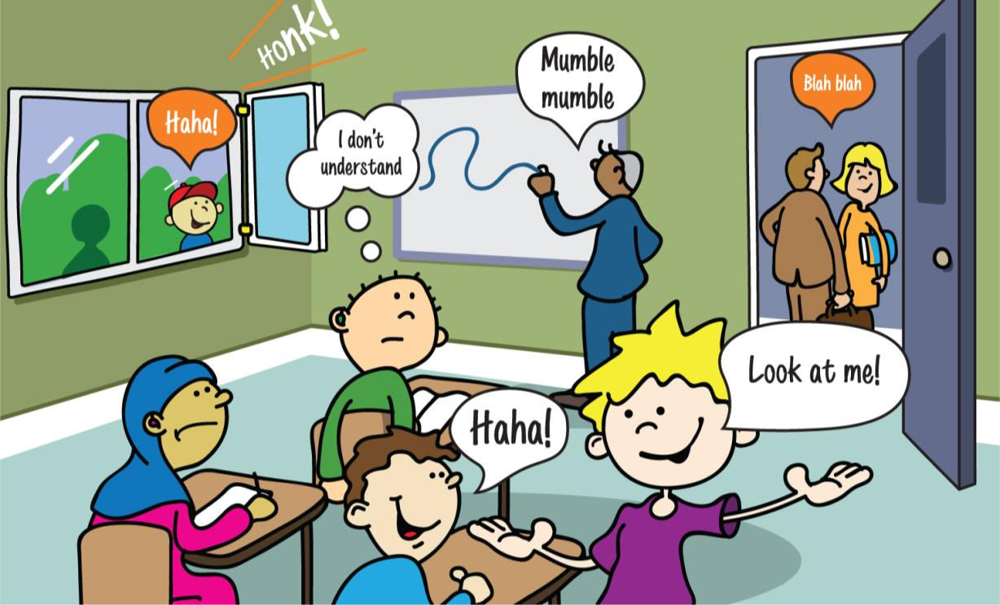 Honk!
Haha!
I don't
understand
Mumble
mumble
Blah blah
Look at me!
Haha!